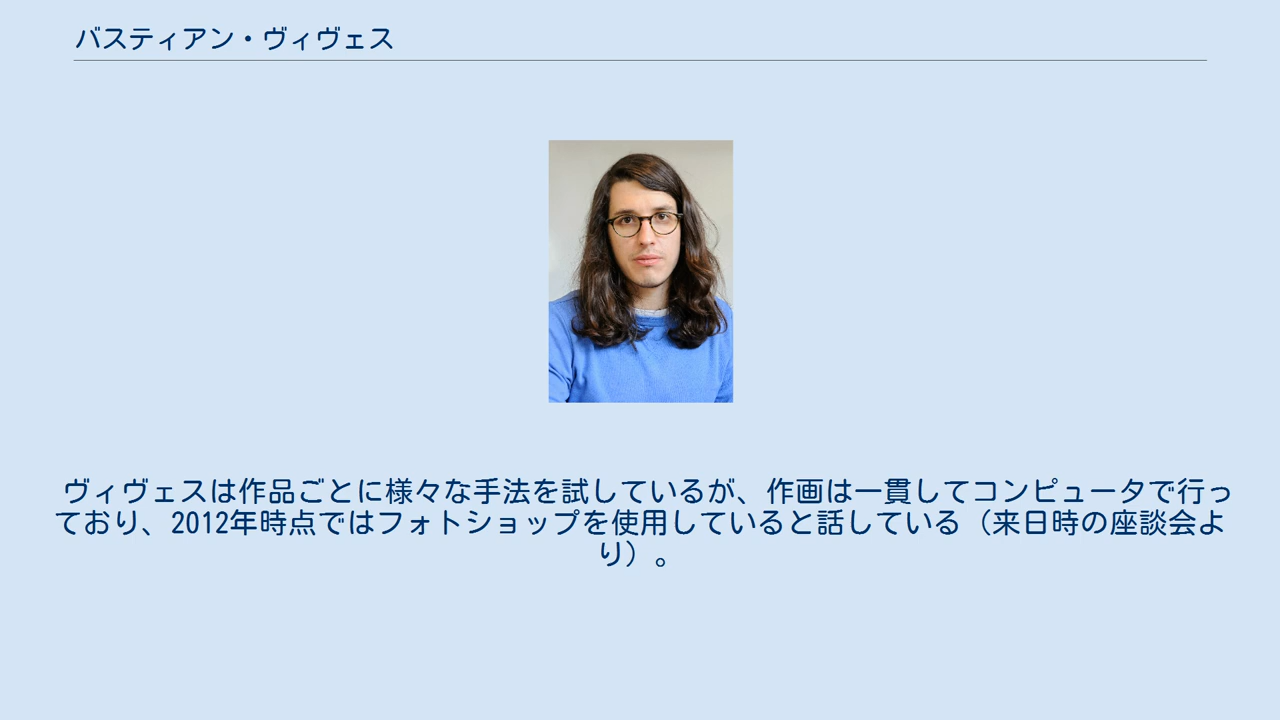 バスティアン・ヴィヴェス
ヴィヴェスは作品ごとに様々な手法を試しているが、作画は一貫してコンピュータで行っ
ており、2012年時点ではフォトショップを使用していると話している（来日時の座談会よ
り）。